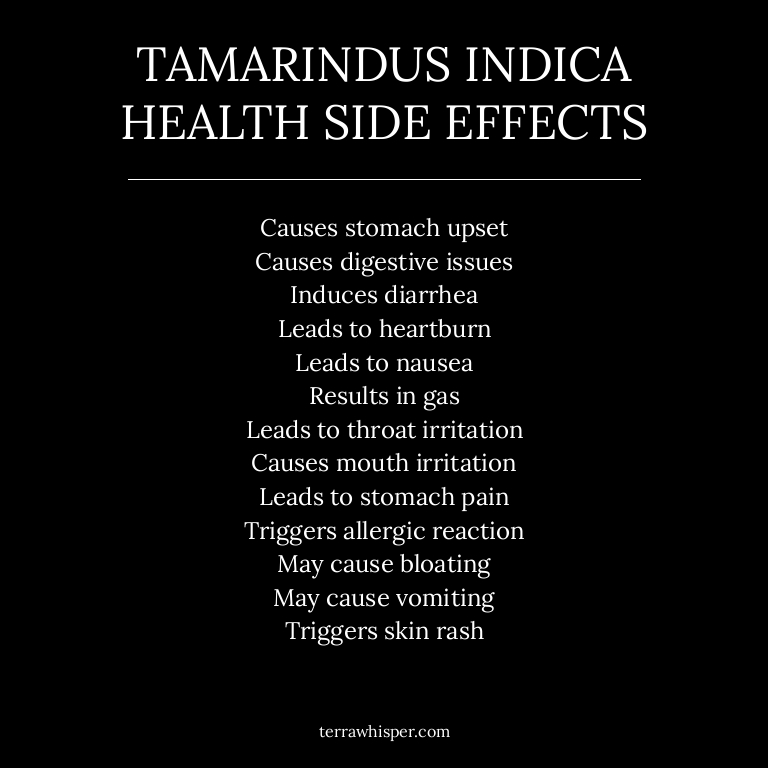 TAMARINDUS INDICA
HEALTH SIDE EFFECTS
Causes stomach upset
Causes digestive issues
Induces diarrhea
Leads to heartburn
Leads to nausea
Results in gas
Leads to throat irritation
Causes mouth irritation
Leads to stomach pain
Triggers allergic reaction
May cause bloating
May cause vomiting
Triggers skin rash
terrawhisper.com